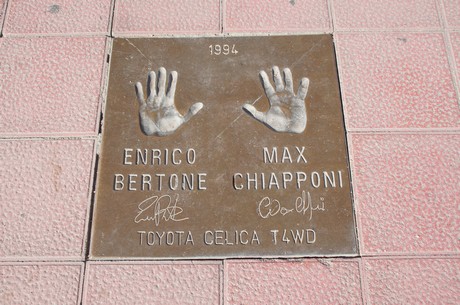 1994
ENRICO MAX
BERTONE CHIAPPONI
TOYOTA CELICA T4WD